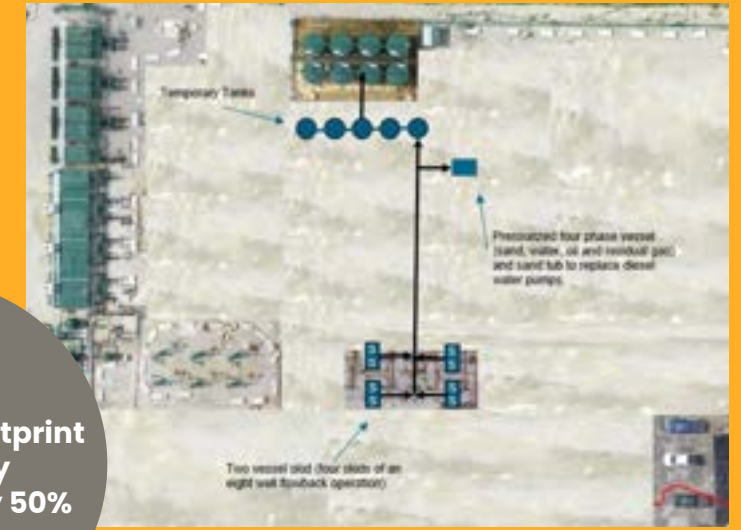 Temporary Tanks
Pressurized four phase vessel
(sand, water, oil and residual gas)
and sand tub to replace diesel
water pumps
S
S
S
S
S
S
S
S
Two vessel skid (four skids of an
eight well flowback operation)
tprint
y
50%